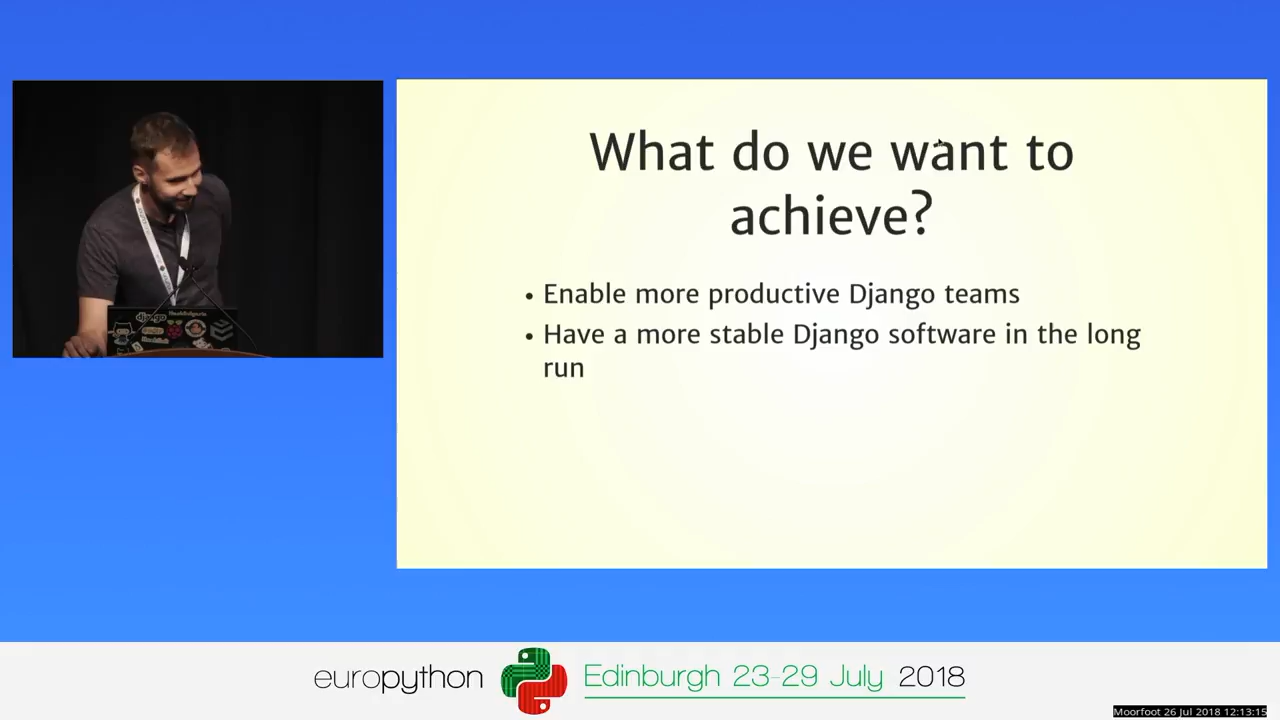 What do we want to
achieve?
• Enable more productive Django teams
• Have a more stable Django software in the long
run
django
europython
Edinburgh 23-29 July 2018
Moorfoot 26 Jul 2018 12:13:15